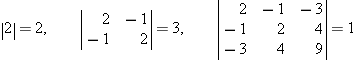 |2| = 2, | 2 −1 | = 3, | 2 −1 −3 | = 1
| −1 2 | | −1 2 4 |
| −3 4 9 |